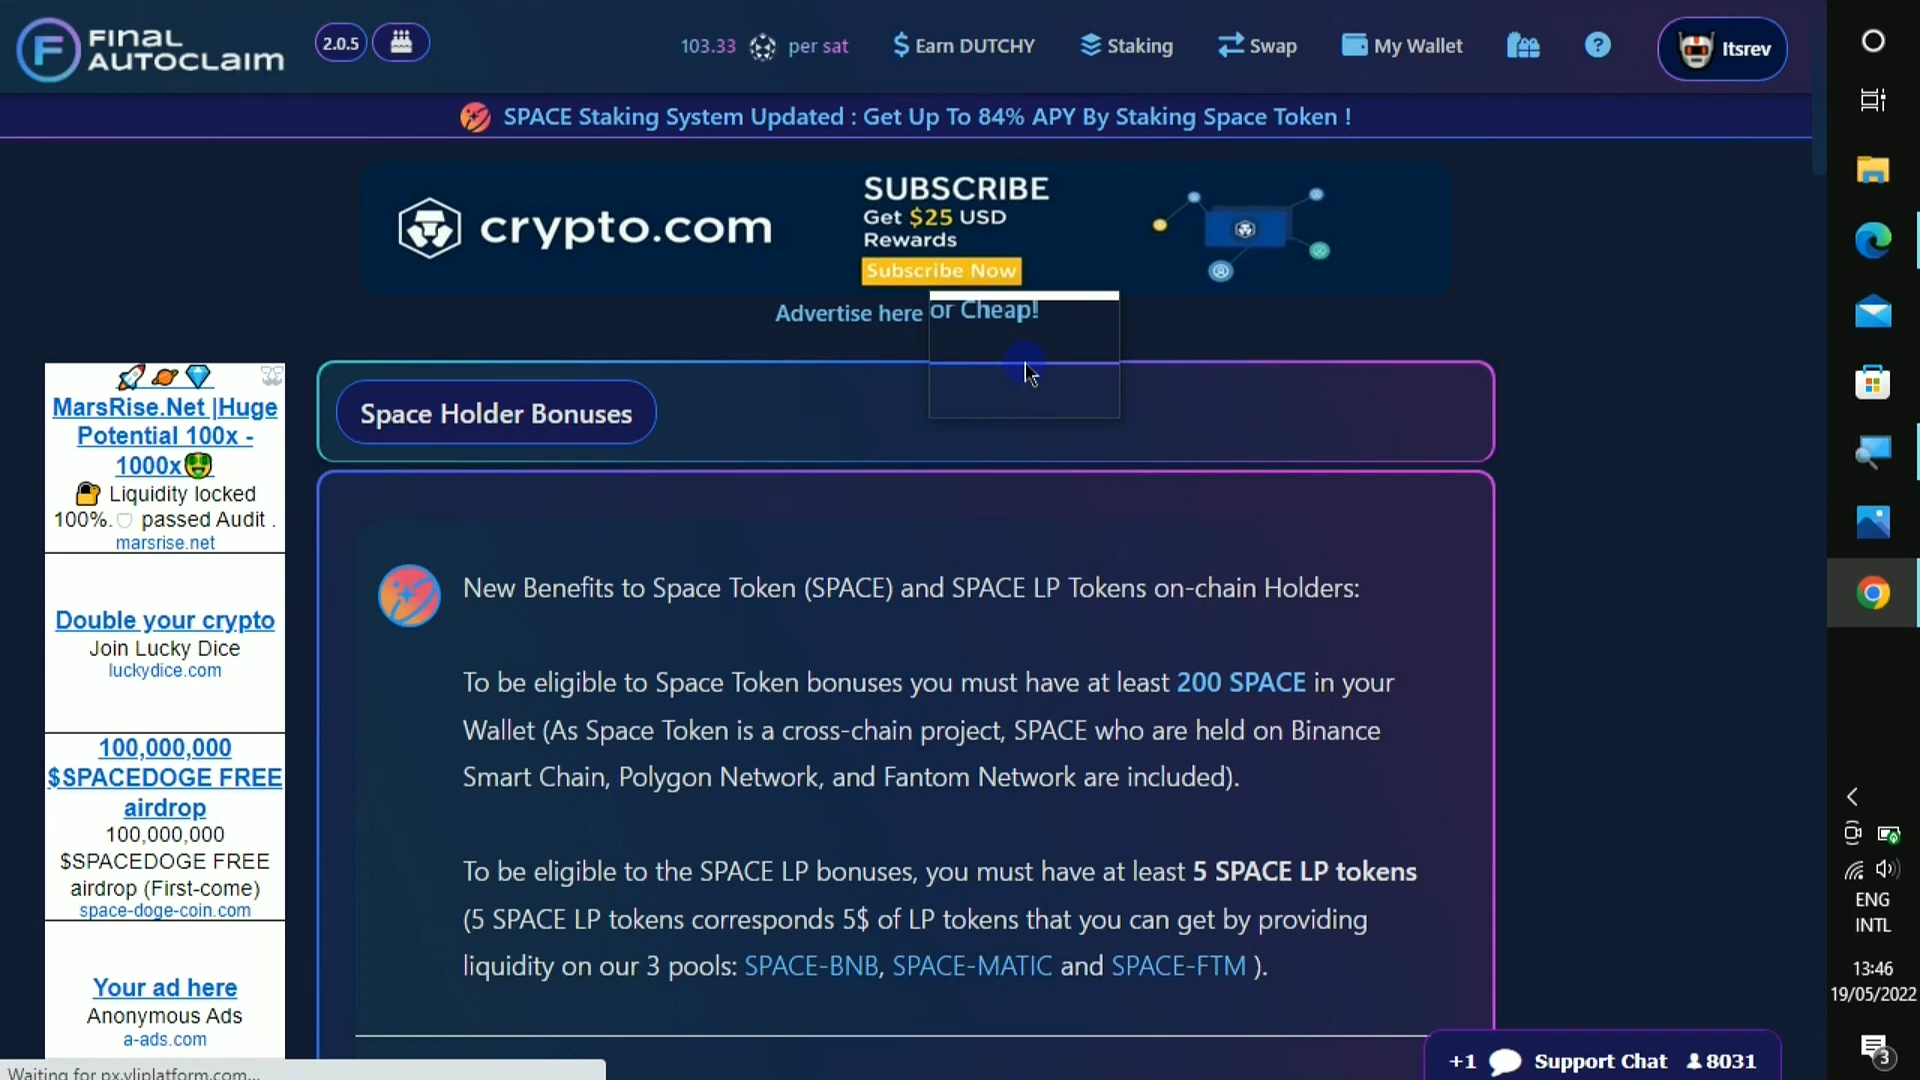 FINAL
AUTOCLAIM
2.0.5
103.33 per sat
Earn DUTCHY
Staking
Swap
My Wallet
Itsrev
SPACE Staking System Updated : Get Up To 84% APY By Staking Space Token !
crypto.com
SUBSCRIBE
Get $25 USD
Rewards
Subscribe Now
Advertise here or Cheap!
MarsRise.Net |Huge
Potential 100x -
1000x
Liquidity locked
100%. passed Audit .
marsrise.net
Double your crypto
Join Lucky Dice
luckydice.com
100,000,000
$SPACEDOGE FREE
airdrop
100,000,000
$SPACEDOGE FREE
airdrop (First-come)
space-doge-coin.com
Your ad here
Anonymous Ads
a-ads.com
Space Holder Bonuses
New Benefits to Space Token (SPACE) and SPACE LP Tokens on-chain Holders:
To be eligible to Space Token bonuses you must have at least 200 SPACE in your
Wallet (As Space Token is a cross-chain project, SPACE who are held on Binance
Smart Chain, Polygon Network, and Fantom Network are included).
To be eligible to the SPACE LP bonuses, you must have at least 5 SPACE LP tokens
(5 SPACE LP tokens corresponds 5$ of LP tokens that you can get by providing
liquidity on our 3 pools: SPACE-BNB, SPACE-MATIC and SPACE-FTM ).
+1 Support Chat 8031
Waiting for px.yliplatform.com...
ENG
INTL
13:46
19/05/2022
3